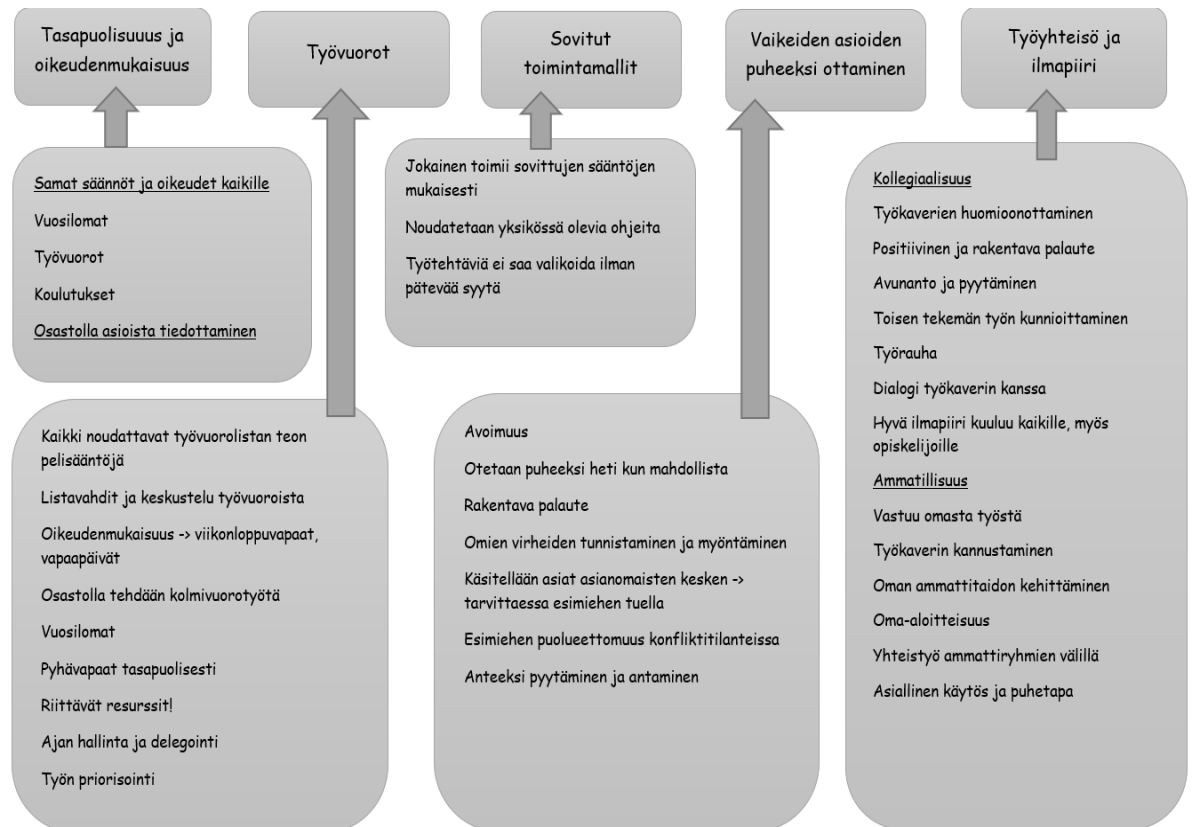 Tasapuolisuuus ja
oikeudenmukaisuus
Työvuorot
Sovitut
toimintamallit
Vaikeiden asioiden
puheeksi ottaminen
Työyhteisö ja
ilmapiiri
Samat säännöt ja oikeudet kaikille
Vuosilomat
Työvuorot
Koulutukset
Osastolla asioista tiedottaminen
Jokainen toimii sovittujen sääntöjen
mukaisesti
Noudatetaan yksikössä olevia ohjeita
Työtehtäviä ei saa valikoida ilman
pätevää syytä
Kaikki noudattavat työvuorolistan teon
pelisääntöjä
Listavahdit ja keskustelu työvuoroista
Oikeudenmukaisuus -> viikonloppuvapaat,
vapaapäivät
Osastolla tehdään kolmivuorotyötä
Vuosilomat
Pyhävapaat tasapuolisesti
Riittävät resurssit!
Ajan hallinta ja delegointi
Työn priorisointi
Avoimuus
Otetaan puheeksi heti kun mahdollista
Rakentava palaute
Omien virheiden tunnistaminen ja myöntäminen
Käsitellään asiat asianomaisten kesken ->
tarvittaessa esimiehen tuella
Esimiehen puolueettomuus konfliktitilanteissa
Anteeksi pyytäminen ja antaminen
Kollegiaalisuus
Työkaverien huomioonottaminen
Positiivinen ja rakentava palaute
Avunanto ja pyytäminen
Toisen tekemän työn kunnioittaminen
Työrauha
Dialogi työkaverin kanssa
Hyvä ilmapiiri kuuluu kaikille, myös
opiskelijoille
Ammatillisuus
Vastuu omasta työstä
Työkaverin kannustaminen
Oman ammattitaidon kehittäminen
Oma-aloitteisuus
Yhteistyö ammattiryhmien välillä
Asiallinen käytös ja puhetapa